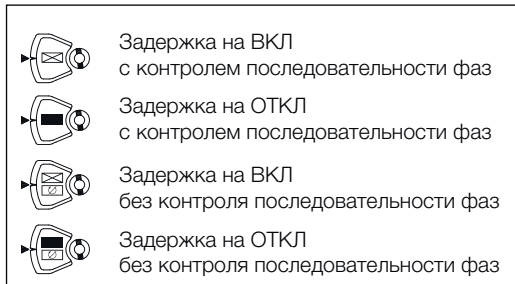 Задержка на ВКЛ
с контролем последовательности фаз
Задержка на ОТКЛ
с контролем последовательности фаз
Задержка на ВКЛ
без контроля последовательности фаз
Задержка на ОТКЛ
без контроля последовательности фаз